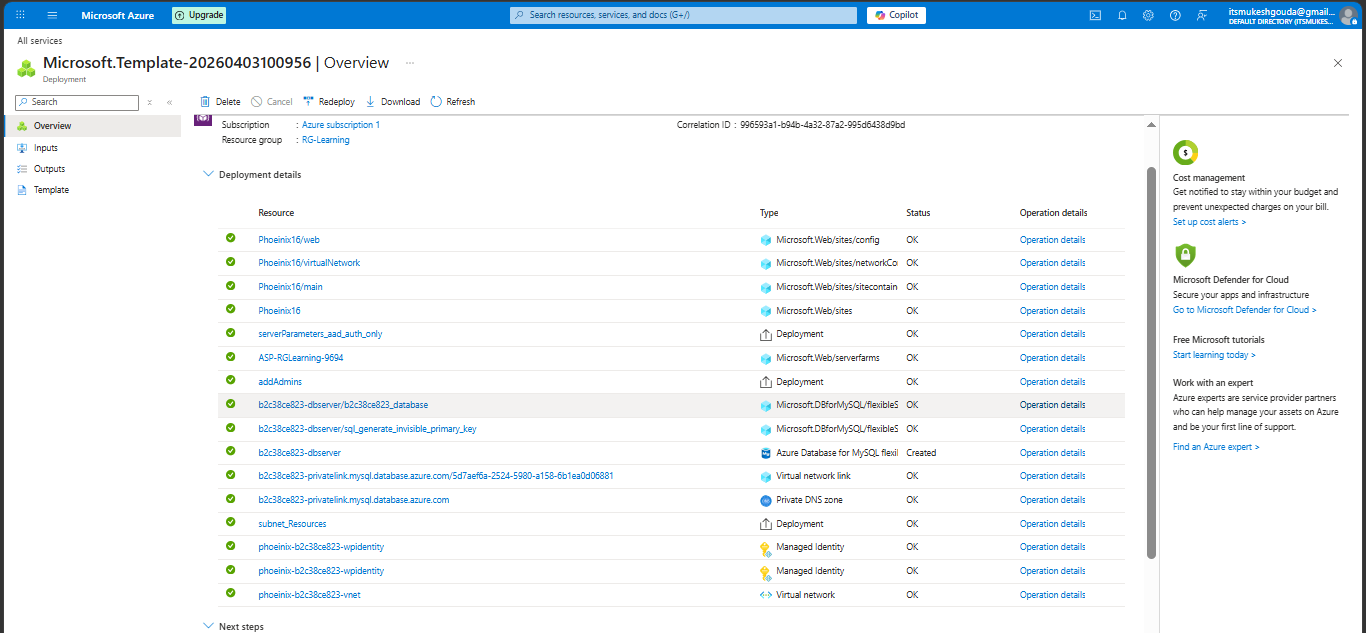 Microsoft Azure
Upgrade
Search resources, services, and docs (G+/)
Copilot
itsmukeshgouda@gmail...
DEFAULT DIRECTORY (ITSMUKES...
All services
Microsoft.Template-20260403100956 | Overview ...
Deployment
Search
Delete Cancel Redeploy Download Refresh
Overview
Inputs
Outputs
Template
Subscription : Azure subscription 1
Correlation ID : 996593a1-b94b-4a32-87a2-995d6438d9bd
Resource group : RG-Learning
Deployment details
Resource Type Status Operation details
Phoeinix16/web Microsoft.Web/sites/config OK Operation details
Phoeinix16/virtualNetwork Microsoft.Web/sites/networkCo OK Operation details
Phoeinix16/main Microsoft.Web/sites/sitecontain OK Operation details
Phoeinix16 Microsoft.Web/sites OK Operation details
serverParameters_aad_auth_only Deployment OK Operation details
ASP-RGLearning-9694 Microsoft.Web/serverfarms OK Operation details
addAdmins Deployment OK Operation details
b2c38ce823-dbserver/b2c38ce823_database Microsoft.DBforMySQL/flexibleS OK Operation details
b2c38ce823-dbserver/sql_generate_invisible_primary_key Microsoft.DBforMySQL/flexibleS OK Operation details
b2c38ce823-dbserver Azure Database for MySQL flexi Created Operation details
b2c38ce823-privatelink.mysql.database.azure.com/5d7aef6a-2524-5980-a158-6b1ea0d06881 Virtual network link OK Operation details
b2c38ce823-privatelink.mysql.database.azure.com Private DNS zone OK Operation details
subnet_Resources Deployment OK Operation details
phoeinix-b2c38ce823-wpidentity Managed Identity OK Operation details
phoeinix-b2c38ce823-wpidentity Managed Identity OK Operation details
phoeinix-b2c38ce823-vnet Virtual network OK Operation details
Next steps
Cost management
Get notified to stay within your budget and
prevent unexpected charges on your bill.
Set up cost alerts >
Microsoft Defender for Cloud
Secure your apps and infrastructure
Go to Microsoft Defender for Cloud >
Free Microsoft tutorials
Start learning today >
Work with an expert
Azure experts are service provider partners
who can help manage your assets on Azure
and be your first line of support.
Find an Azure expert >